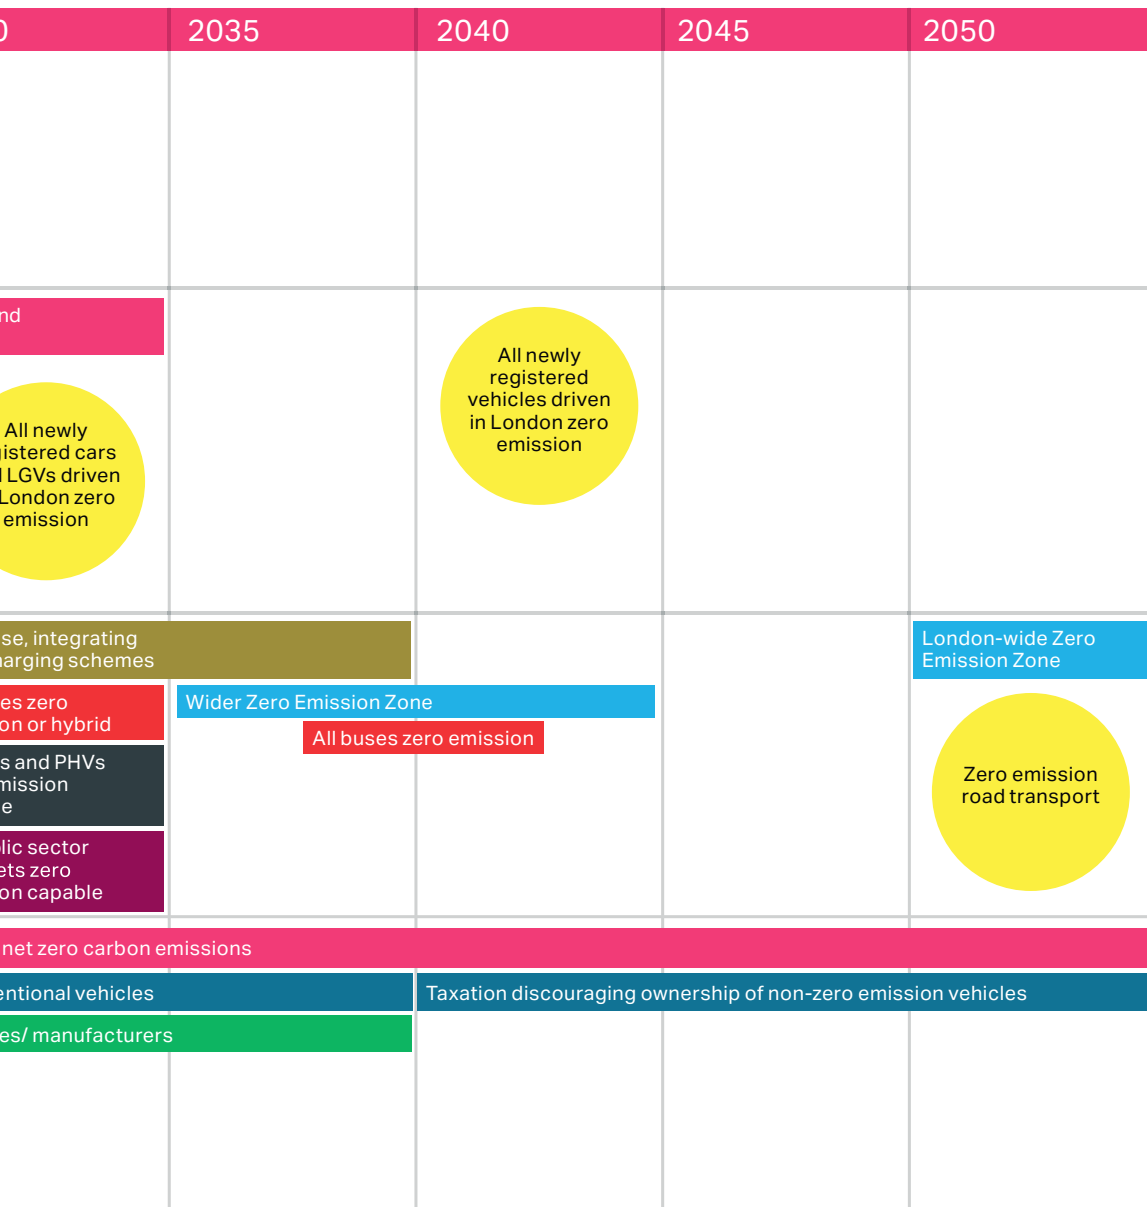 0
2035
2040
2045
2050
nd
All newly
istered cars
LGVs driven
London zero
emission
All newly
registered
vehicles driven
in London zero
emission
se, integrating
arging schemes
London-wide Zero
Emission Zone
es zero
on or hybrid
Wider Zero Emission Zone
All buses zero emission
s and PHVs
mission
e
Zero emission
road transport
lic sector
ets zero
on capable
net zero carbon emissions
entional vehicles
Taxation discouraging ownership of non-zero emission vehicles
es/ manufacturers